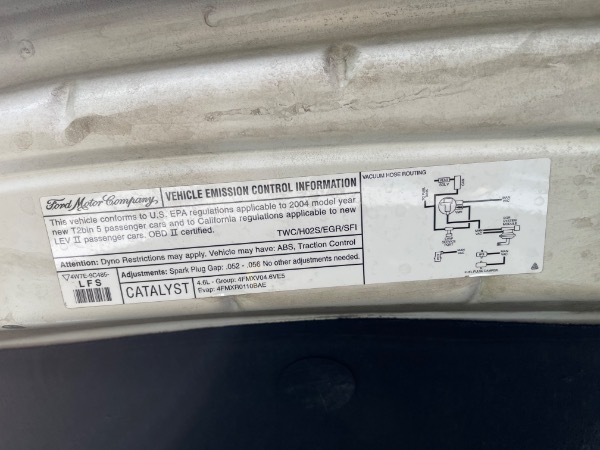 Ford Motor Company,
VEHICLE EMISSION CONTROL INFORMATION
This vehicle conforms to U.S. EPA regulations applicable to 2004 model year
new T2bin 5 passenger cars and to California regulations applicable to new
LEV II passenger cars. OBD II certified.
TWC/HO2S/EGR/SFI
Attention: Dyno Restrictions may apply. Vehicle may have: ABS, Traction Control
Adjustments: Spark Plug Gap: .052 - .056 No other adjustments needed.
4W7E-9C485-
LFS
CATALYST
4.6L - Group: 4FMXV04.6VE5
Evap: 4FMXR0110BAE
VACUUM HOSE ROUTING